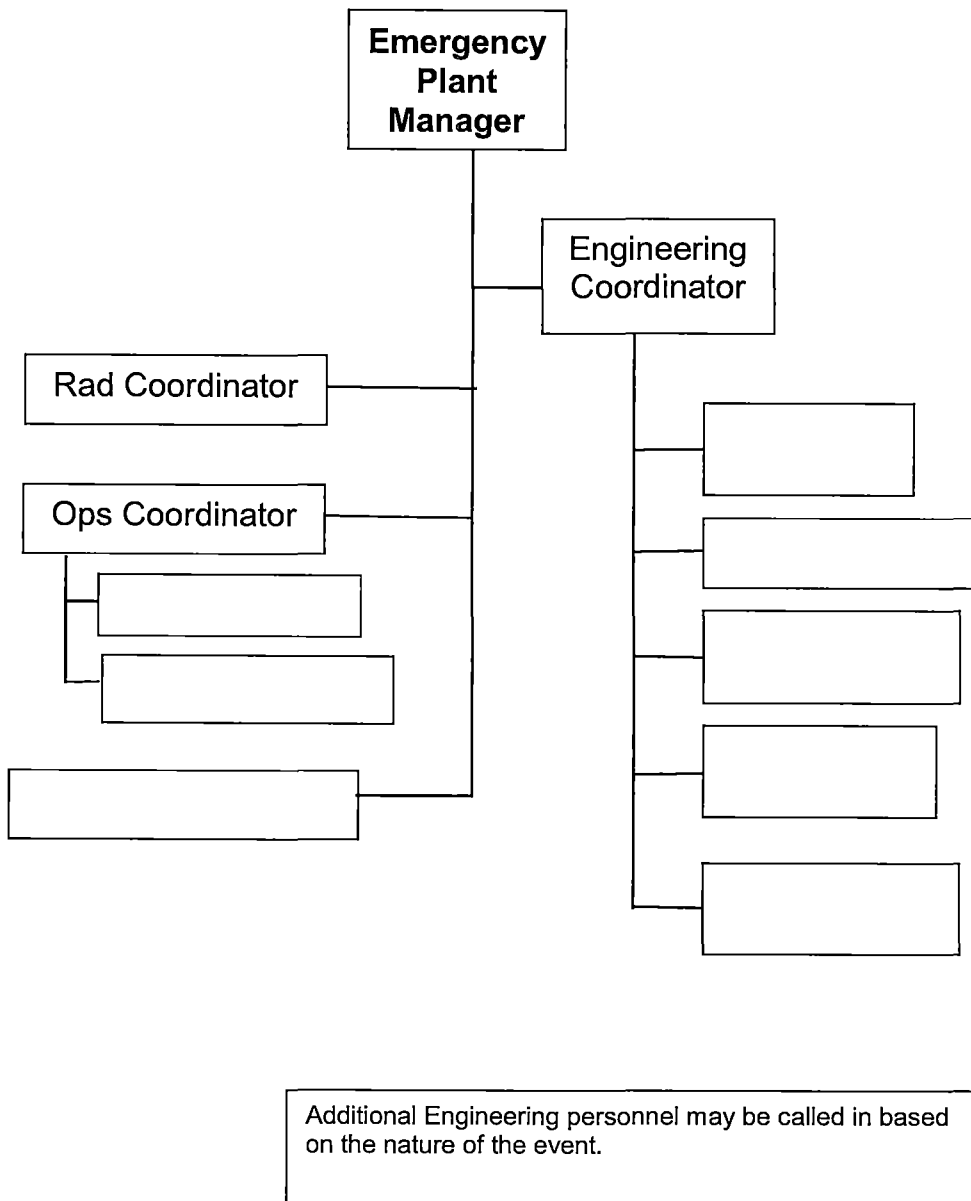 Emergency
Plant
Manager
Engineering
Coordinator
Rad Coordinator
Ops Coordinator
Additional Engineering personnel may be called in based
on the nature of the event.